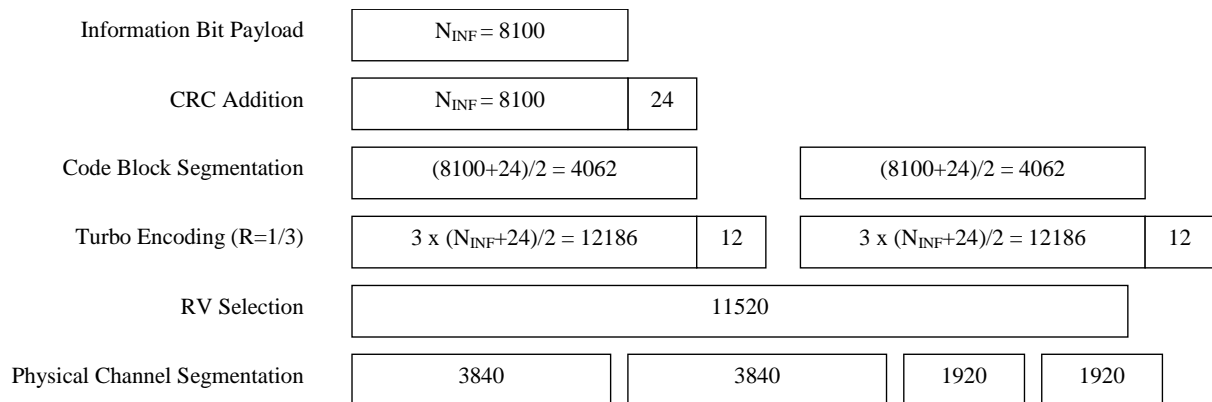 Information Bit Payload N_INF = 8100
CRC Addition N_INF = 8100 24
Code Block Segmentation (8100+24)/2 = 4062 (8100+24)/2 = 4062
Turbo Encoding (R=1/3) 3 x (N_INF+24)/2 = 12186 12 3 x (N_INF+24)/2 = 12186 12
RV Selection 11520
Physical Channel Segmentation 3840 3840 1920 1920